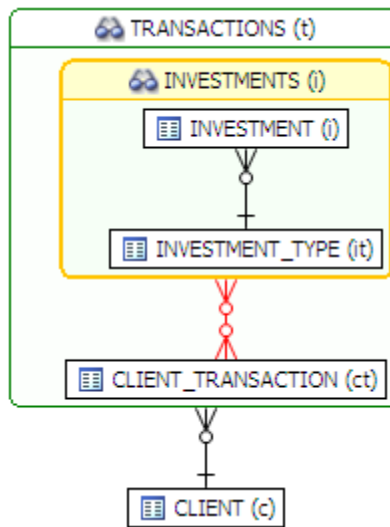 TRANSACTIONS (t)
INVESTMENTS (i)
INVESTMENT (i)
INVESTMENT_TYPE (it)
CLIENT_TRANSACTION (ct)
CLIENT (c)